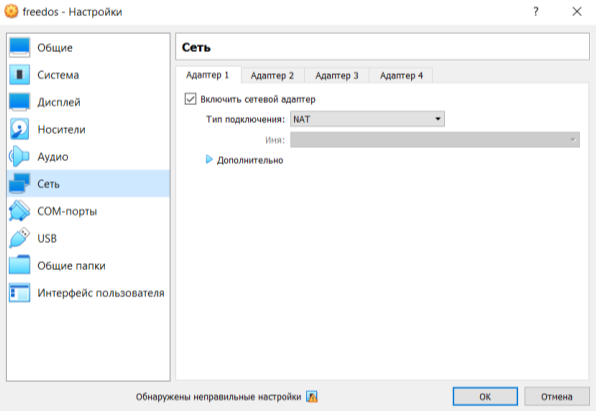 freedos - Настройки
?
Общие
Система
Дисплей
Носители
Аудио
Сеть
COM-порты
USB
Общие папки
Интерфейс пользователя
Сеть
Адаптер 1 Адаптер 2 Адаптер 3 Адаптер 4
Включить сетевой адаптер
Тип подключения: NAT
Имя:
Дополнительно
Обнаружены неправильные настройки
ОК Отмена